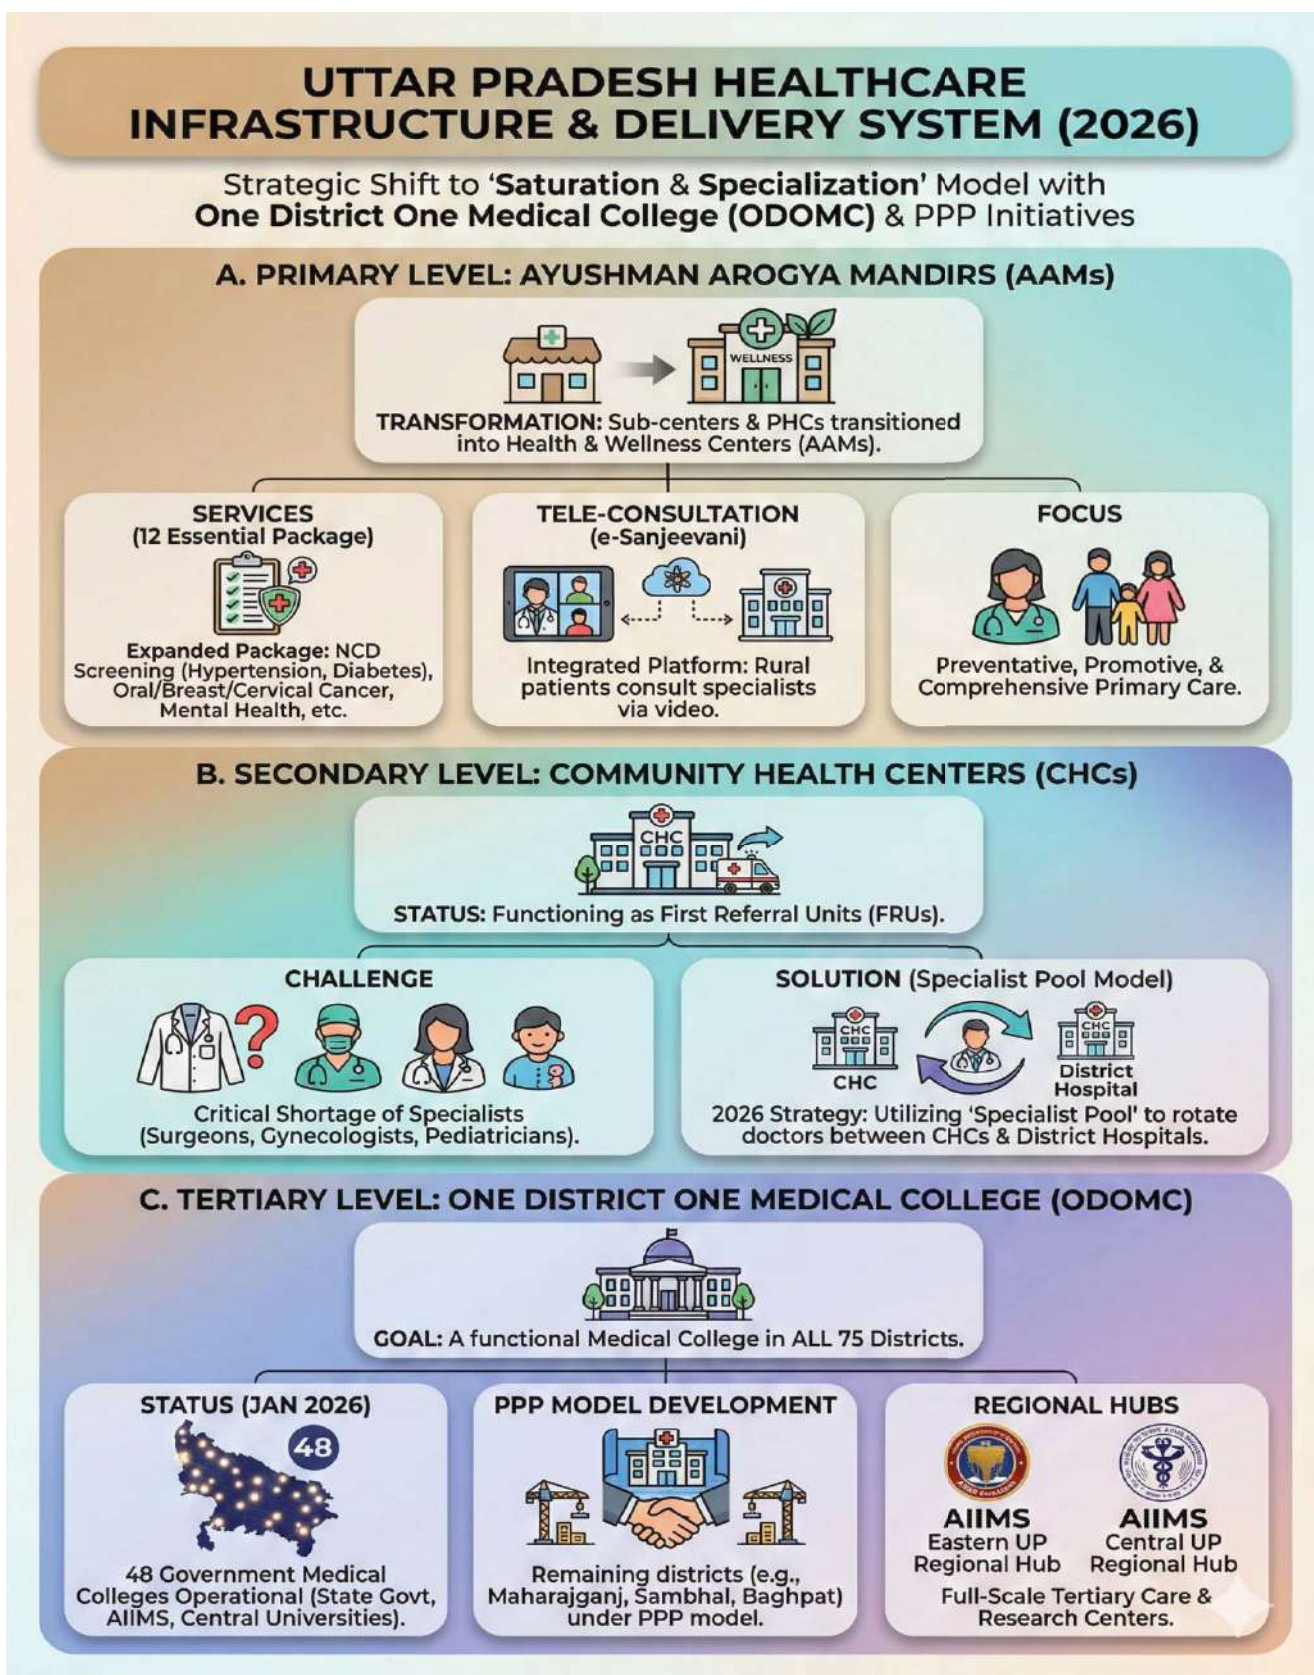 UTTAR PRADESH HEALTHCARE
INFRASTRUCTURE & DELIVERY SYSTEM (2026)
Strategic Shift to ‘Saturation & Specialization’ Model with
One District One Medical College (ODOMC) & PPP Initiatives
A. PRIMARY LEVEL: AYUSHMAN AROGYA MANDIRS (AAMs)
WELLNESS
TRANSFORMATION: Sub-centers & PHCs transitioned
into Health & Wellness Centers (AAMs).
SERVICES
(12 Essential Package)
Expanded Package: NCD
Screening (Hypertension, Diabetes),
Oral/Breast/Cervical Cancer,
Mental Health, etc.
TELE-CONSULTATION
(e-Sanjeevani)
Integrated Platform: Rural
patients consult specialists
via video.
FOCUS
Preventative, Promotive, &
Comprehensive Primary Care.
B. SECONDARY LEVEL: COMMUNITY HEALTH CENTERS (CHCs)
CHC
STATUS: Functioning as First Referral Units (FRUs).
CHALLENGE
?
Critical Shortage of Specialists
(Surgeons, Gynecologists, Pediatricians).
SOLUTION (Specialist Pool Model)
CHC
CHC
CHC
District
Hospital
2026 Strategy: Utilizing ‘Specialist Pool’ to rotate
doctors between CHCs & District Hospitals.
C. TERTIARY LEVEL: ONE DISTRICT ONE MEDICAL COLLEGE (ODOMC)
GOAL: A functional Medical College in ALL 75 Districts.
STATUS (JAN 2026)
48
48 Government Medical
Colleges Operational (State Govt,
AIIMS, Central Universities).
PPP MODEL DEVELOPMENT
Remaining districts (e.g.,
Maharajganj, Sambhal, Baghpat)
under PPP model.
REGIONAL HUBS
AIIMS
Eastern UP
Regional Hub
AIIMS
Central UP
Regional Hub
Full-Scale Tertiary Care &
Research Centers.